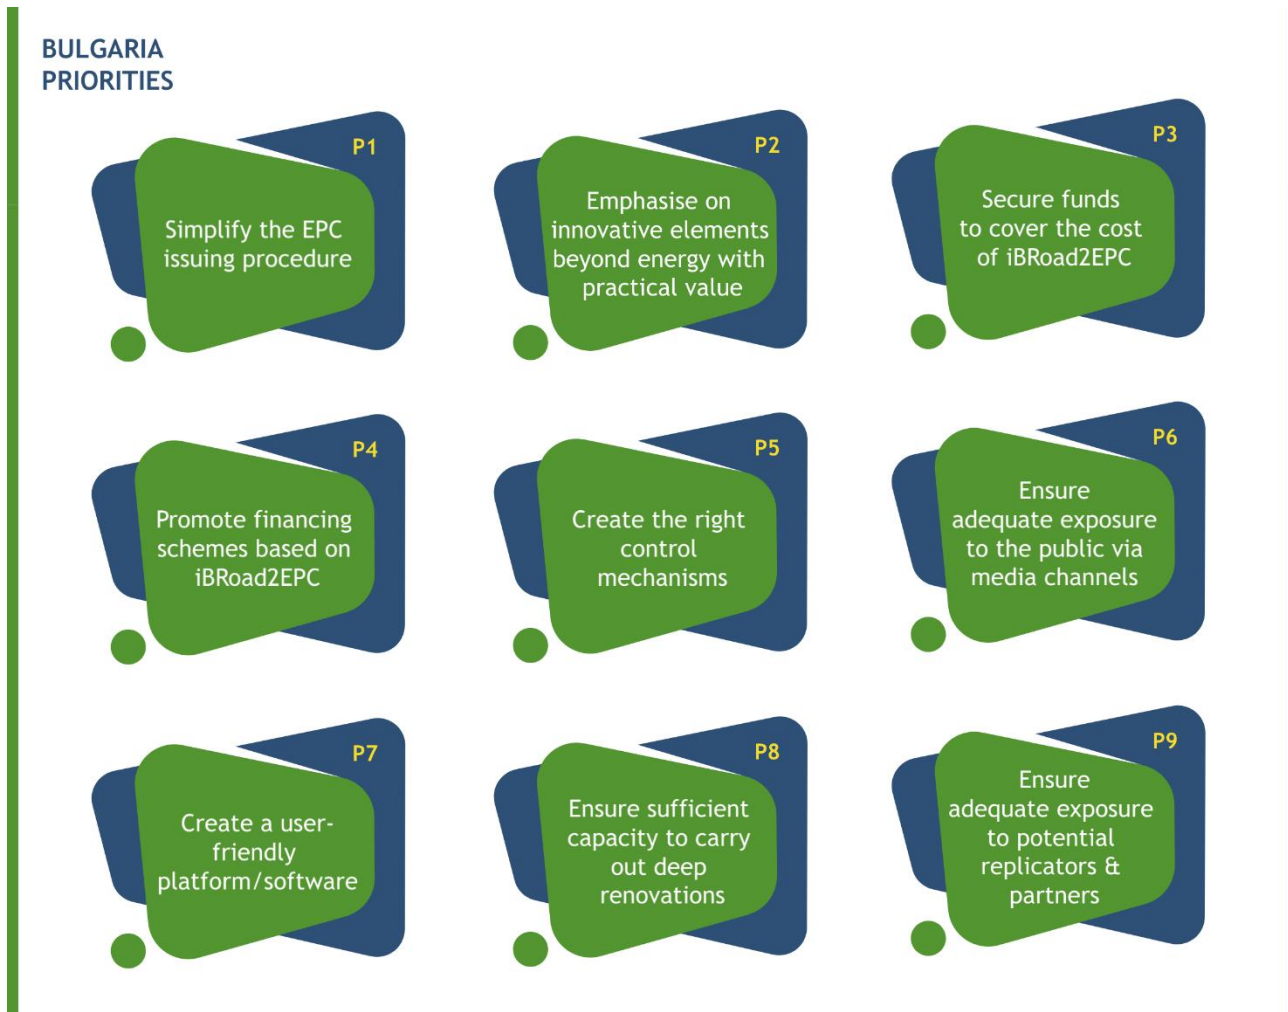 BULGARIA
PRIORITIES
P1
Simplify the EPC
issuing procedure
P2
Emphasise on
innovative elements
beyond energy with
practical value
P3
Secure funds
to cover the cost
of iBRoad2EPC
P4
Promote financing
schemes based on
iBRoad2EPC
P5
Create the right
control
mechanisms
P6
Ensure
adequate exposure
to the public via
media channels
P7
Create a user-
friendly
platform/software
P8
Ensure sufficient
capacity to carry
out deep
renovations
P9
Ensure
adequate exposure
to potential
replicators &
partners